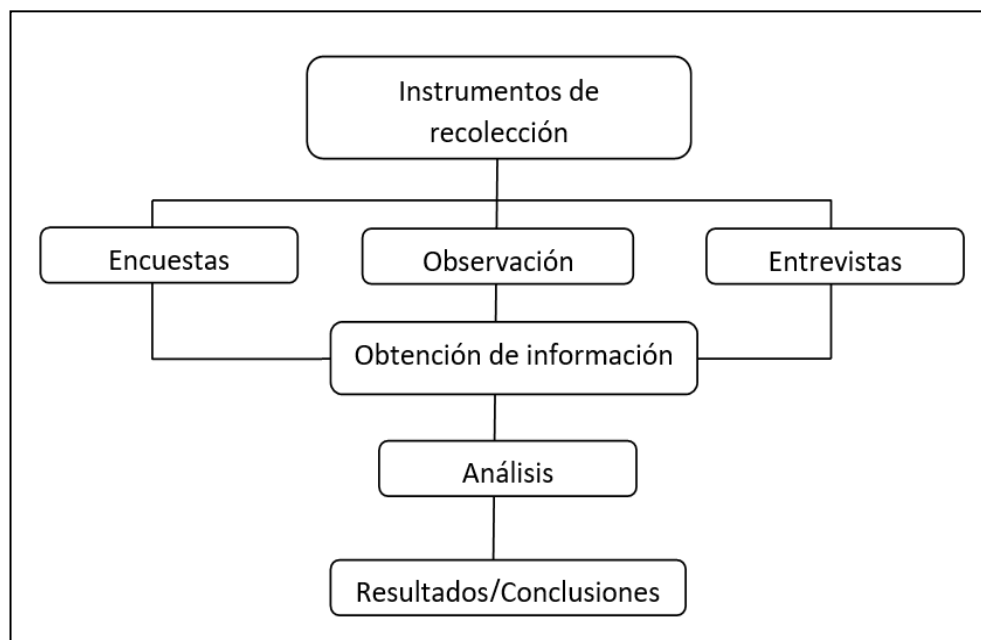 Instrumentos de
recolección
Encuestas
Observación
Entrevistas
Obtención de información
Análisis
Resultados/Conclusiones